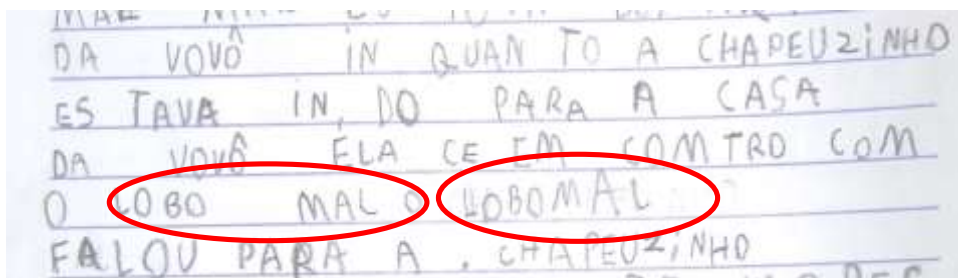 DA VOVÔ IN QUAN TO A CHAPEUZINHO
ES TAVA IN, DO PARA A CASA
DA VOVÔ ELA CE EM COMTRO COM
O LOBO MAL O LOBOMAL
FALOU PARA A . CHAPEUZINHO